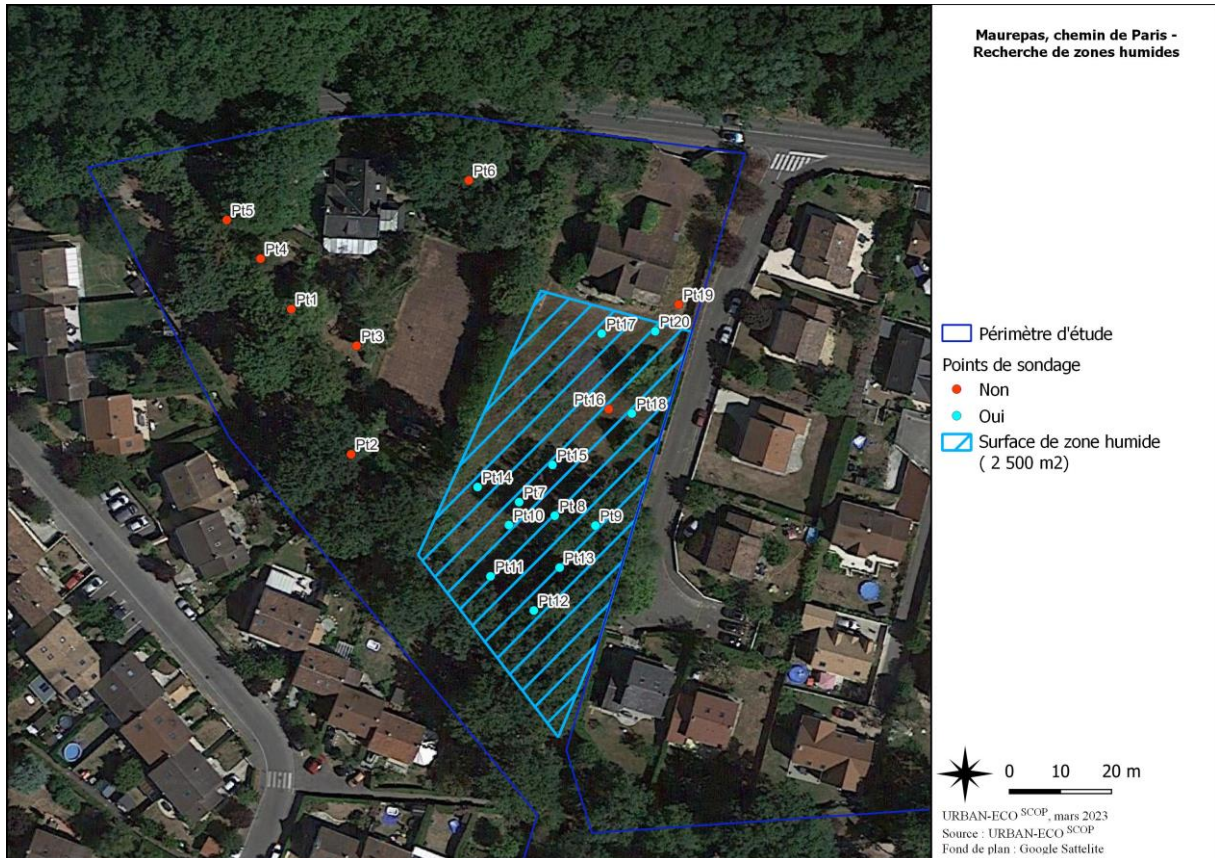 Maurepas, chemin de Paris -
Recherche de zones humides
Pt6
Pt5
Pt4
Pt1
Pt19
Pt3
Pt17
Pt20
Pt16
Pt18
Pt2
Pt15
Pt14
Pt7
Pt 8
Pt10
Pt9
Pt13
Pt11
Pt12
Périmètre d'étude
Points de sondage
Non
Oui
Surface de zone humide
( 2 500 m2)
0 10 20 m
URBAN-ECO SCOP, mars 2023
Source : URBAN-ECO SCOP
Fond de plan : Google Sattelite